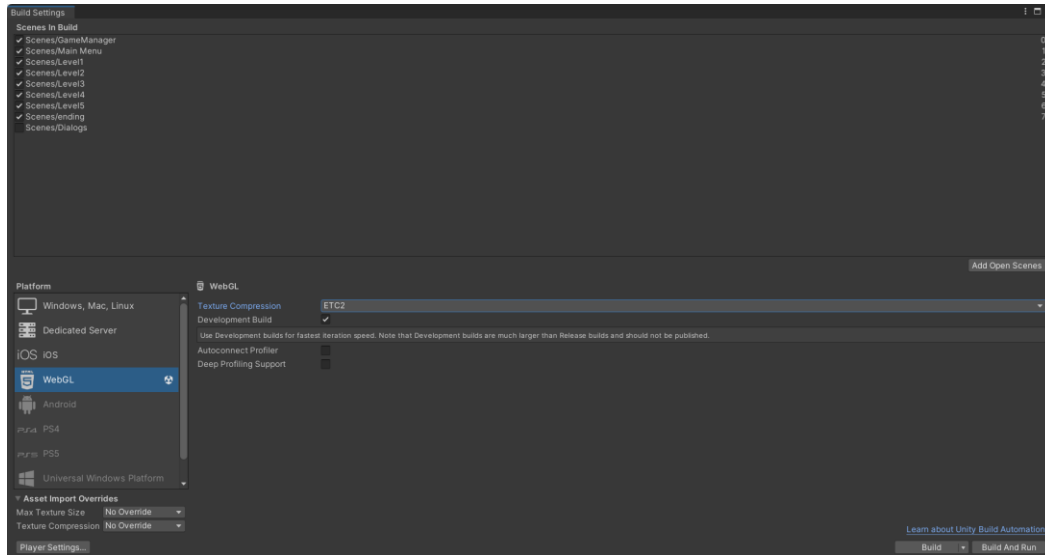 Build Settings
Scenes In Build
Scenes/GameManager 0
Scenes/Main Menu 1
Scenes/Level1 2
Scenes/Level2 3
Scenes/Level3 4
Scenes/Level4 5
Scenes/Level5 6
Scenes/ending 7
Scenes/Dialogs
Add Open Scenes
Platform
Windows, Mac, Linux
Dedicated Server
iOS iOS
WebGL
Android
PS4 PS4
PS5 PS5
Universal Windows Platform
WebGL
Texture Compression ETC2
Development Build
Use Development builds for fastest iteration speed. Note that Development builds are much larger than Release builds and should not be published.
Autoconnect Profiler
Deep Profiling Support
Asset Import Overrides
Max Texture Size No Override
Texture Compression No Override
Learn about Unity Build Automation
Player Settings...
Build
Build And Run